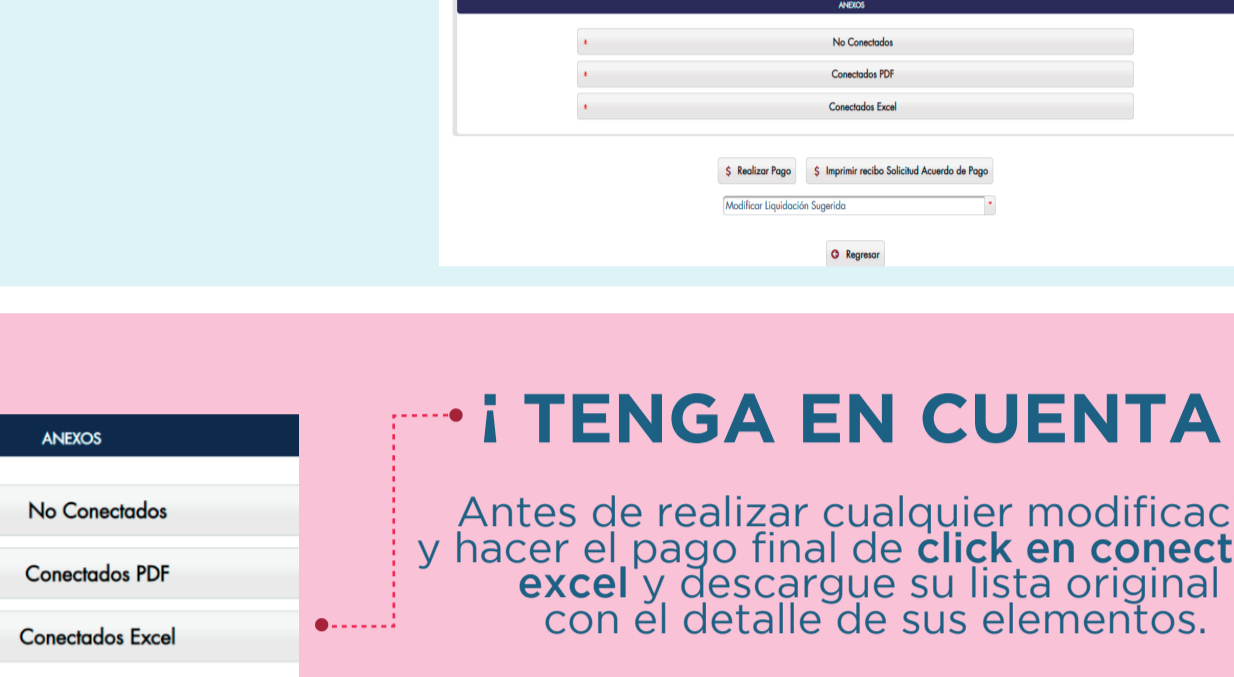 ANEXOS
No Conectados
Conectados PDF
Conectados Excel
$ Realizar Pago $ Imprimir recibo Solicitud Acuerdo de Pago
Modificar Liquidación Sugerida
Regresar
ANEXOS
No Conectados
Conectados PDF
Conectados Excel
¡ TENGA EN CUENTA
Antes de realizar cualquier modificac
y hacer el pago final de click en conect
excel y descargue su lista original
con el detalle de sus elementos.